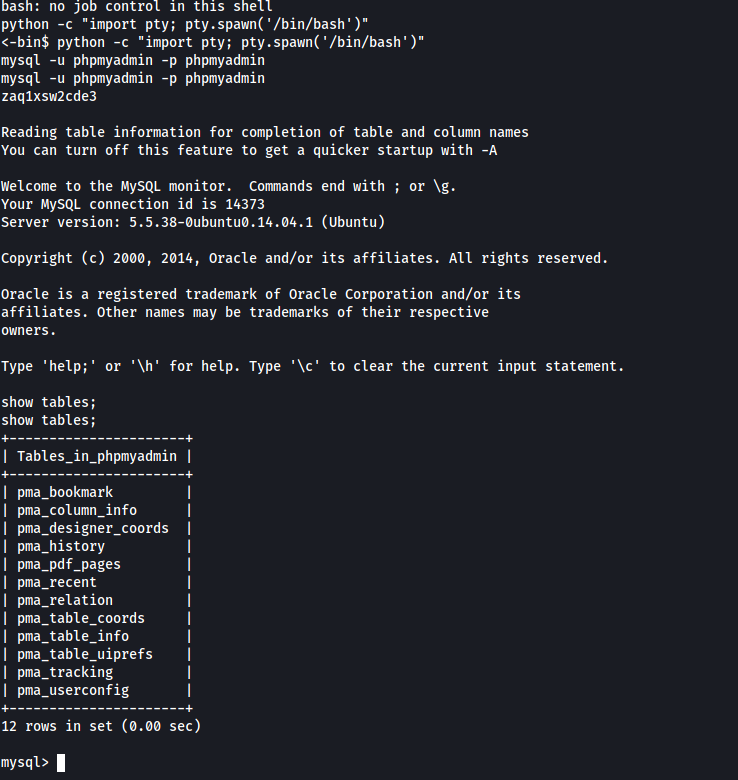 bash: no job control in this shell
python -c "import pty; pty.spawn('/bin/bash')"
<-bin$ python -c "import pty; pty.spawn('/bin/bash')"
mysql -u phpmyadmin -p phpmyadmin
mysql -u phpmyadmin -p phpmyadmin
zaq1xsw2cde3

Reading table information for completion of table and column names
You can turn off this feature to get a quicker startup with -A

Welcome to the MySQL monitor.  Commands end with ; or \g.
Your MySQL connection id is 14373
Server version: 5.5.38-0ubuntu0.14.04.1 (Ubuntu)

Copyright (c) 2000, 2014, Oracle and/or its affiliates. All rights reserved.

Oracle is a registered trademark of Oracle Corporation and/or its
affiliates. Other names may be trademarks of their respective
owners.

Type 'help;' or '\h' for help. Type '\c' to clear the current input statement.

show tables;
show tables;
+----------------------+
| Tables_in_phpmyadmin |
+----------------------+
| pma_bookmark         |
| pma_column_info      |
| pma_designer_coords  |
| pma_history          |
| pma_pdf_pages        |
| pma_recent           |
| pma_relation         |
| pma_table_coords     |
| pma_table_info       |
| pma_table_uiprefs    |
| pma_tracking         |
| pma_userconfig       |
+----------------------+
12 rows in set (0.00 sec)

mysql>